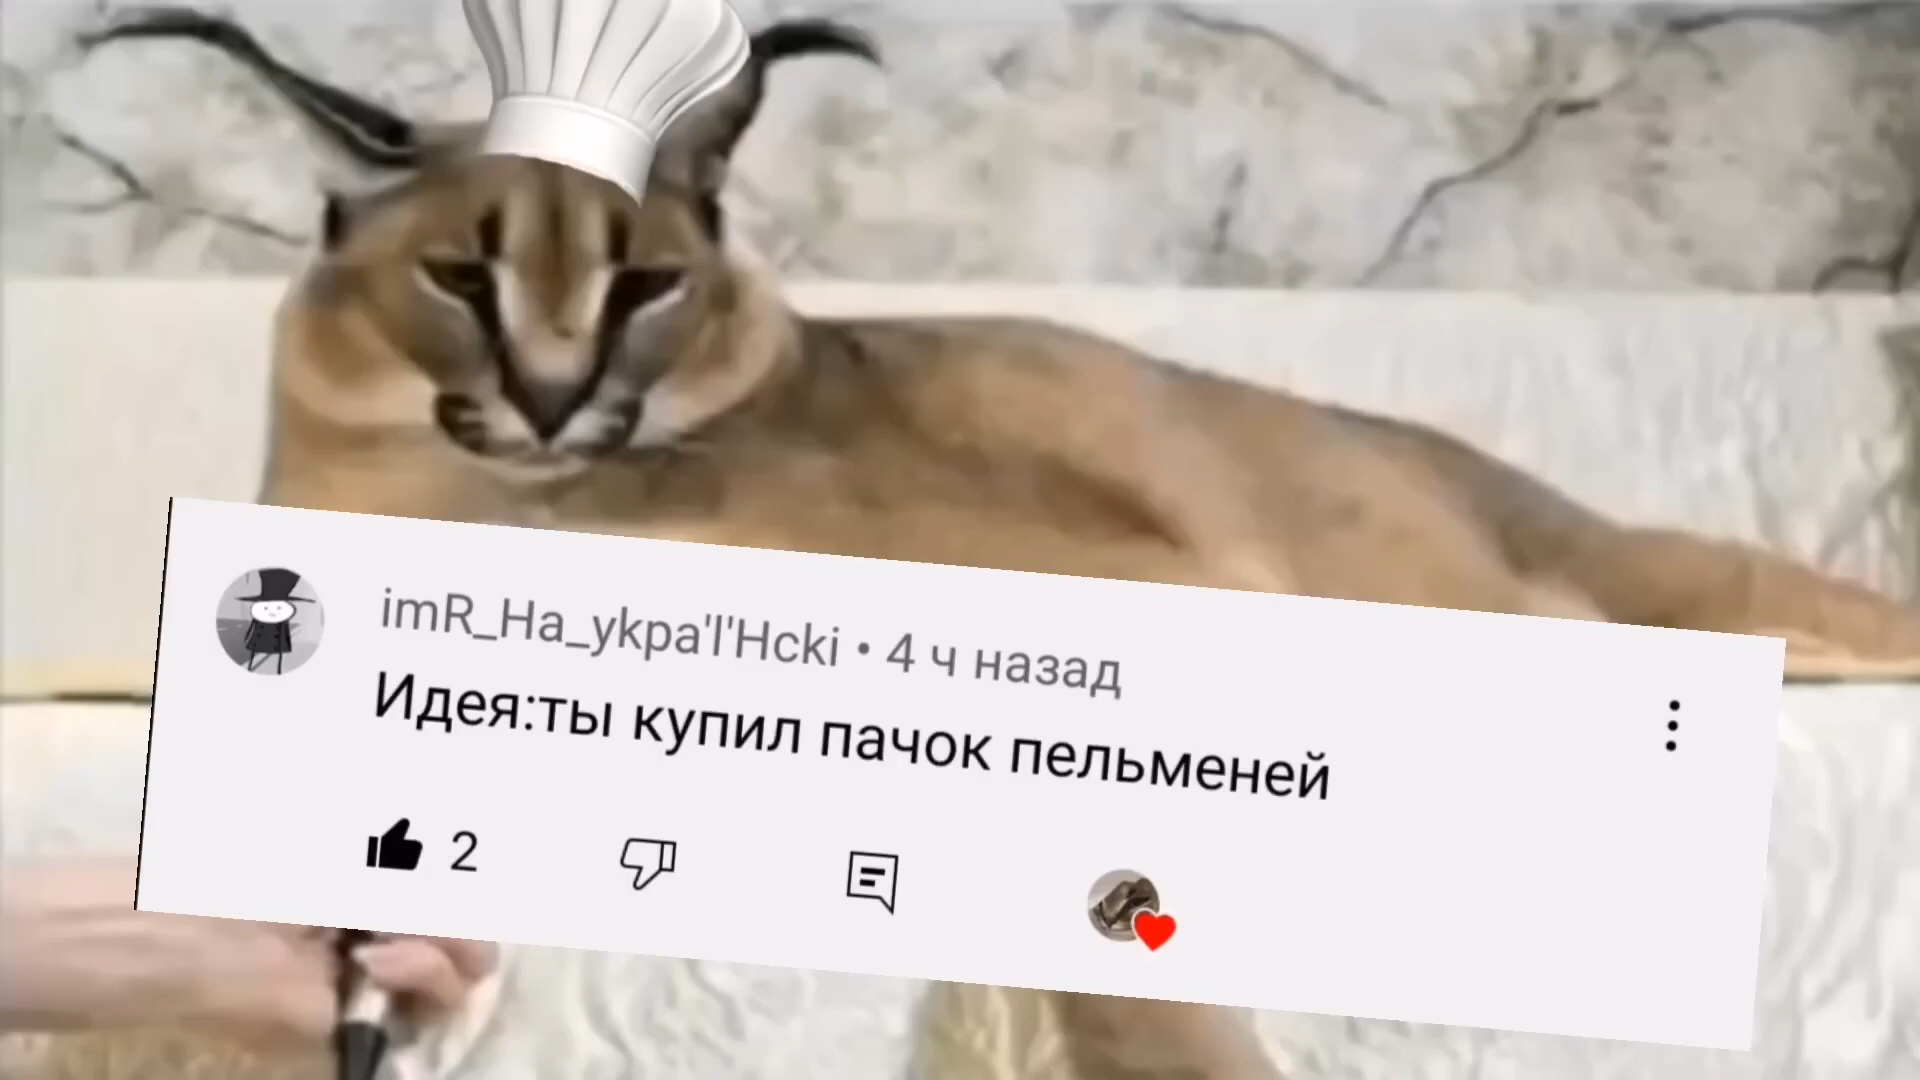 imR_Ha_ykpa'l'Hcki • 4 ч назад
Идея:ты купил пачок пельменей
2